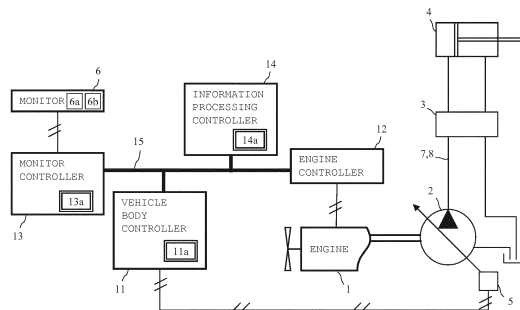 4
6
MONITOR 6a 6b
14
INFORMATION
PROCESSING
CONTROLLER
14a
3
12
15
7,8
MONITOR
CONTROLLER
13a
13
ENGINE
CONTROLLER
2
VEHICLE
BODY
CONTROLLER
11a
11
ENGINE
1
5